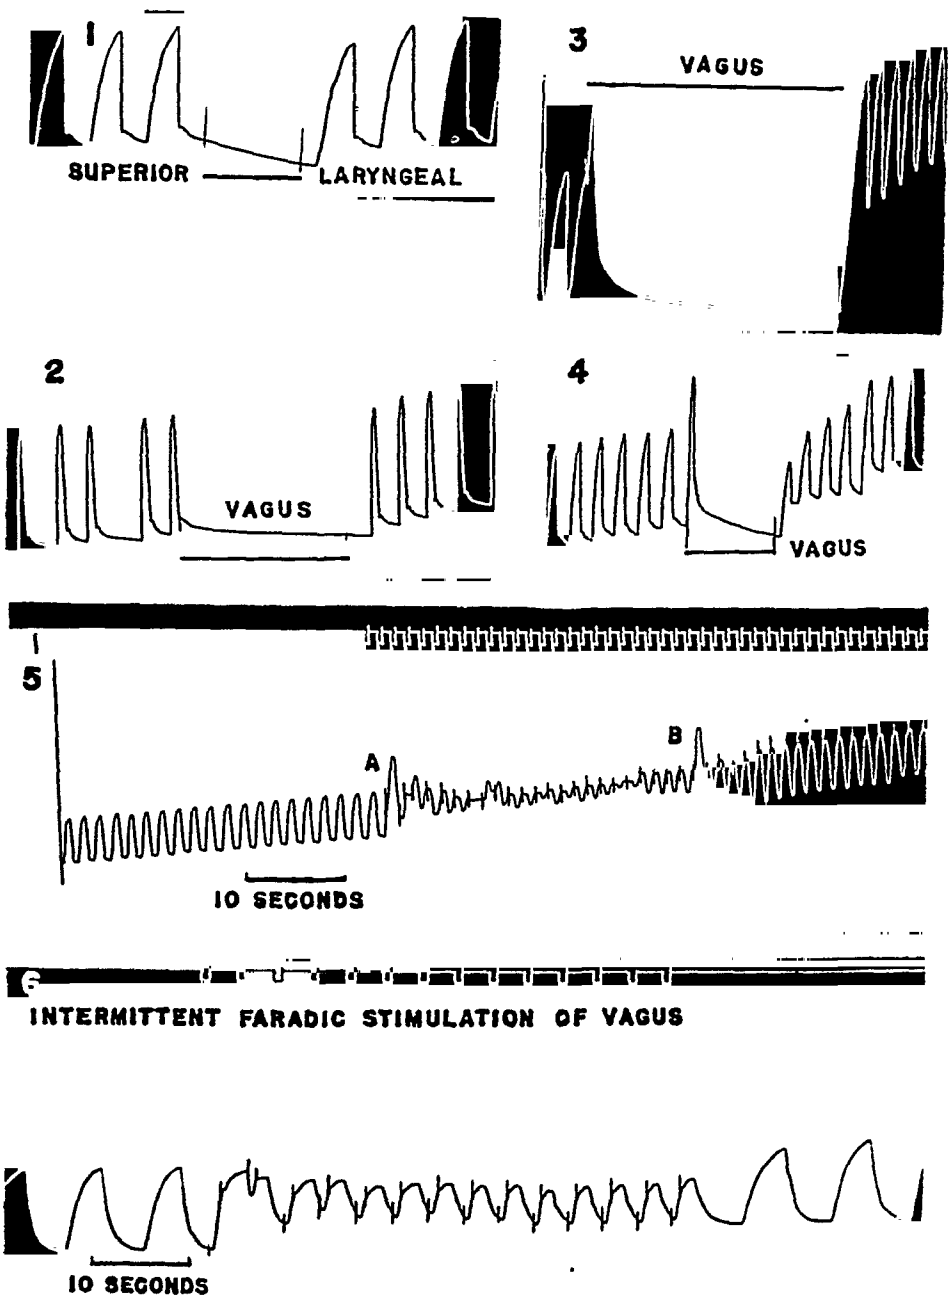 1
SUPERIOR LARYNGEAL
3
VAGUS
2
VAGUS
4
VAGUS
5
A
B
10 SECONDS
6
INTERMITTENT FARADIC STIMULATION OF VAGUS
10 SECONDS